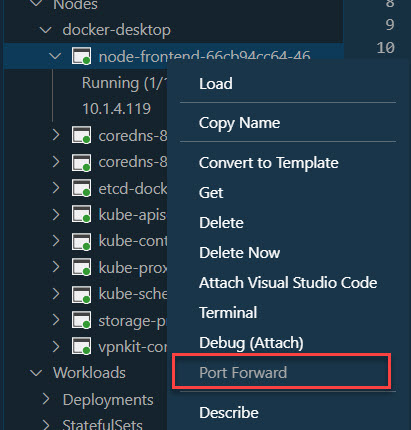 Nodes
docker-desktop
node-frontend-66cb94cc64-46
Running (1/
10.1.4.119
coredns-8
coredns-8
etcd-dock
kube-apis
kube-cont
kube-prox
kube-sche
storage-p
vpnkit-con
Workloads
Deployments
StatefulSets
8
9
10
Load
Copy Name
Convert to Template
Get
Delete
Delete Now
Attach Visual Studio Code
Terminal
Debug (Attach)
Port Forward
Describe